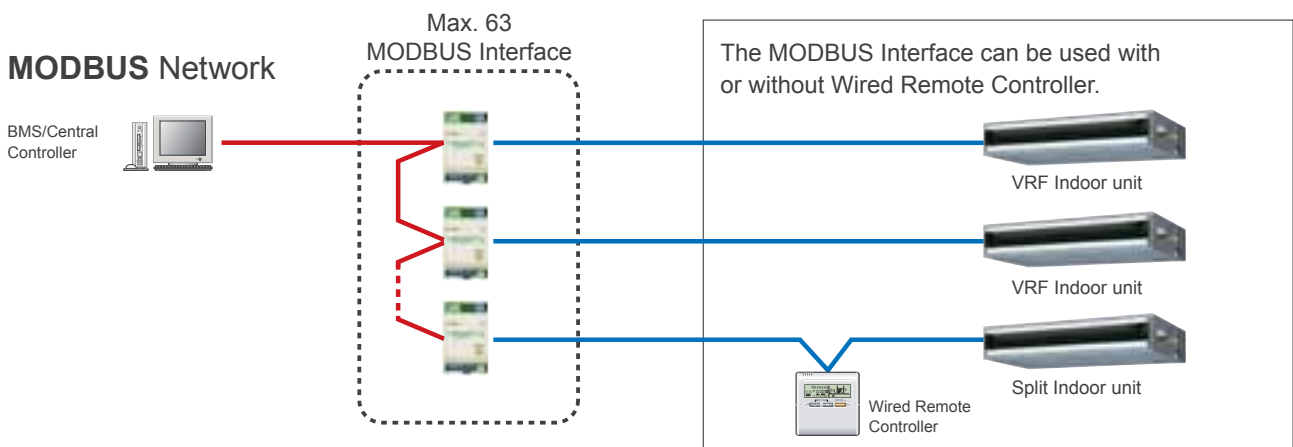 Max. 63
MODBUS Interface
MODBUS Network
BMS/Central
Controller
The MODBUS Interface can be used with
or without Wired Remote Controller.
VRF Indoor unit
VRF Indoor unit
Split Indoor unit
Wired Remote
Controller